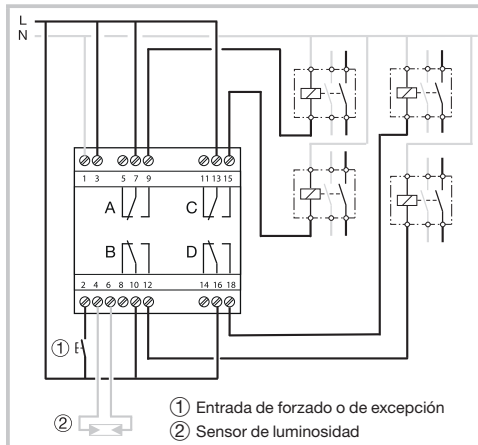 L
N
1 3 5 7 9 11 13 15
A C
B D
2 4 6 8 10 12 14 16 18
①
②
① Entrada de forzado o de excepción
② Sensor de luminosidad